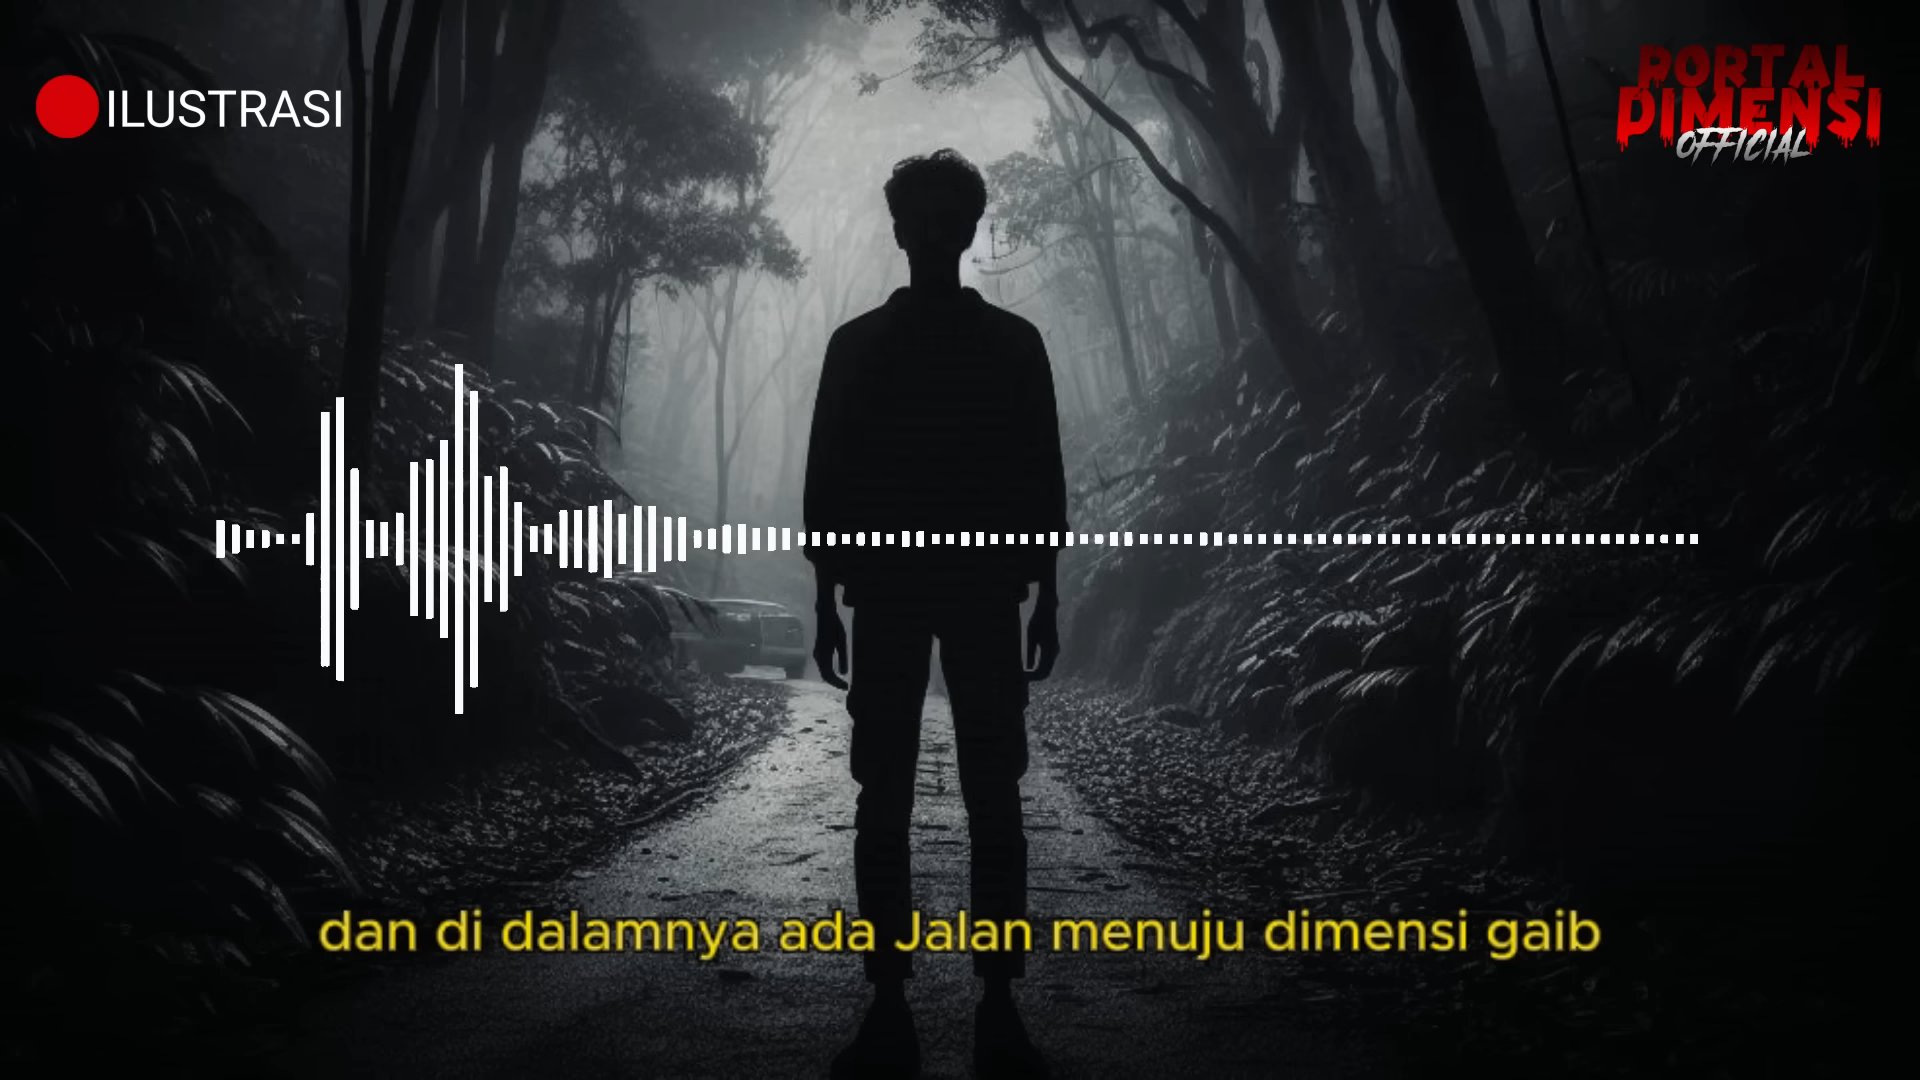 ILUSTRASI
PORTAL
DIMENSI
OFFICIAL
dan di dalamnya ada Jalan menuju dimensi gaib